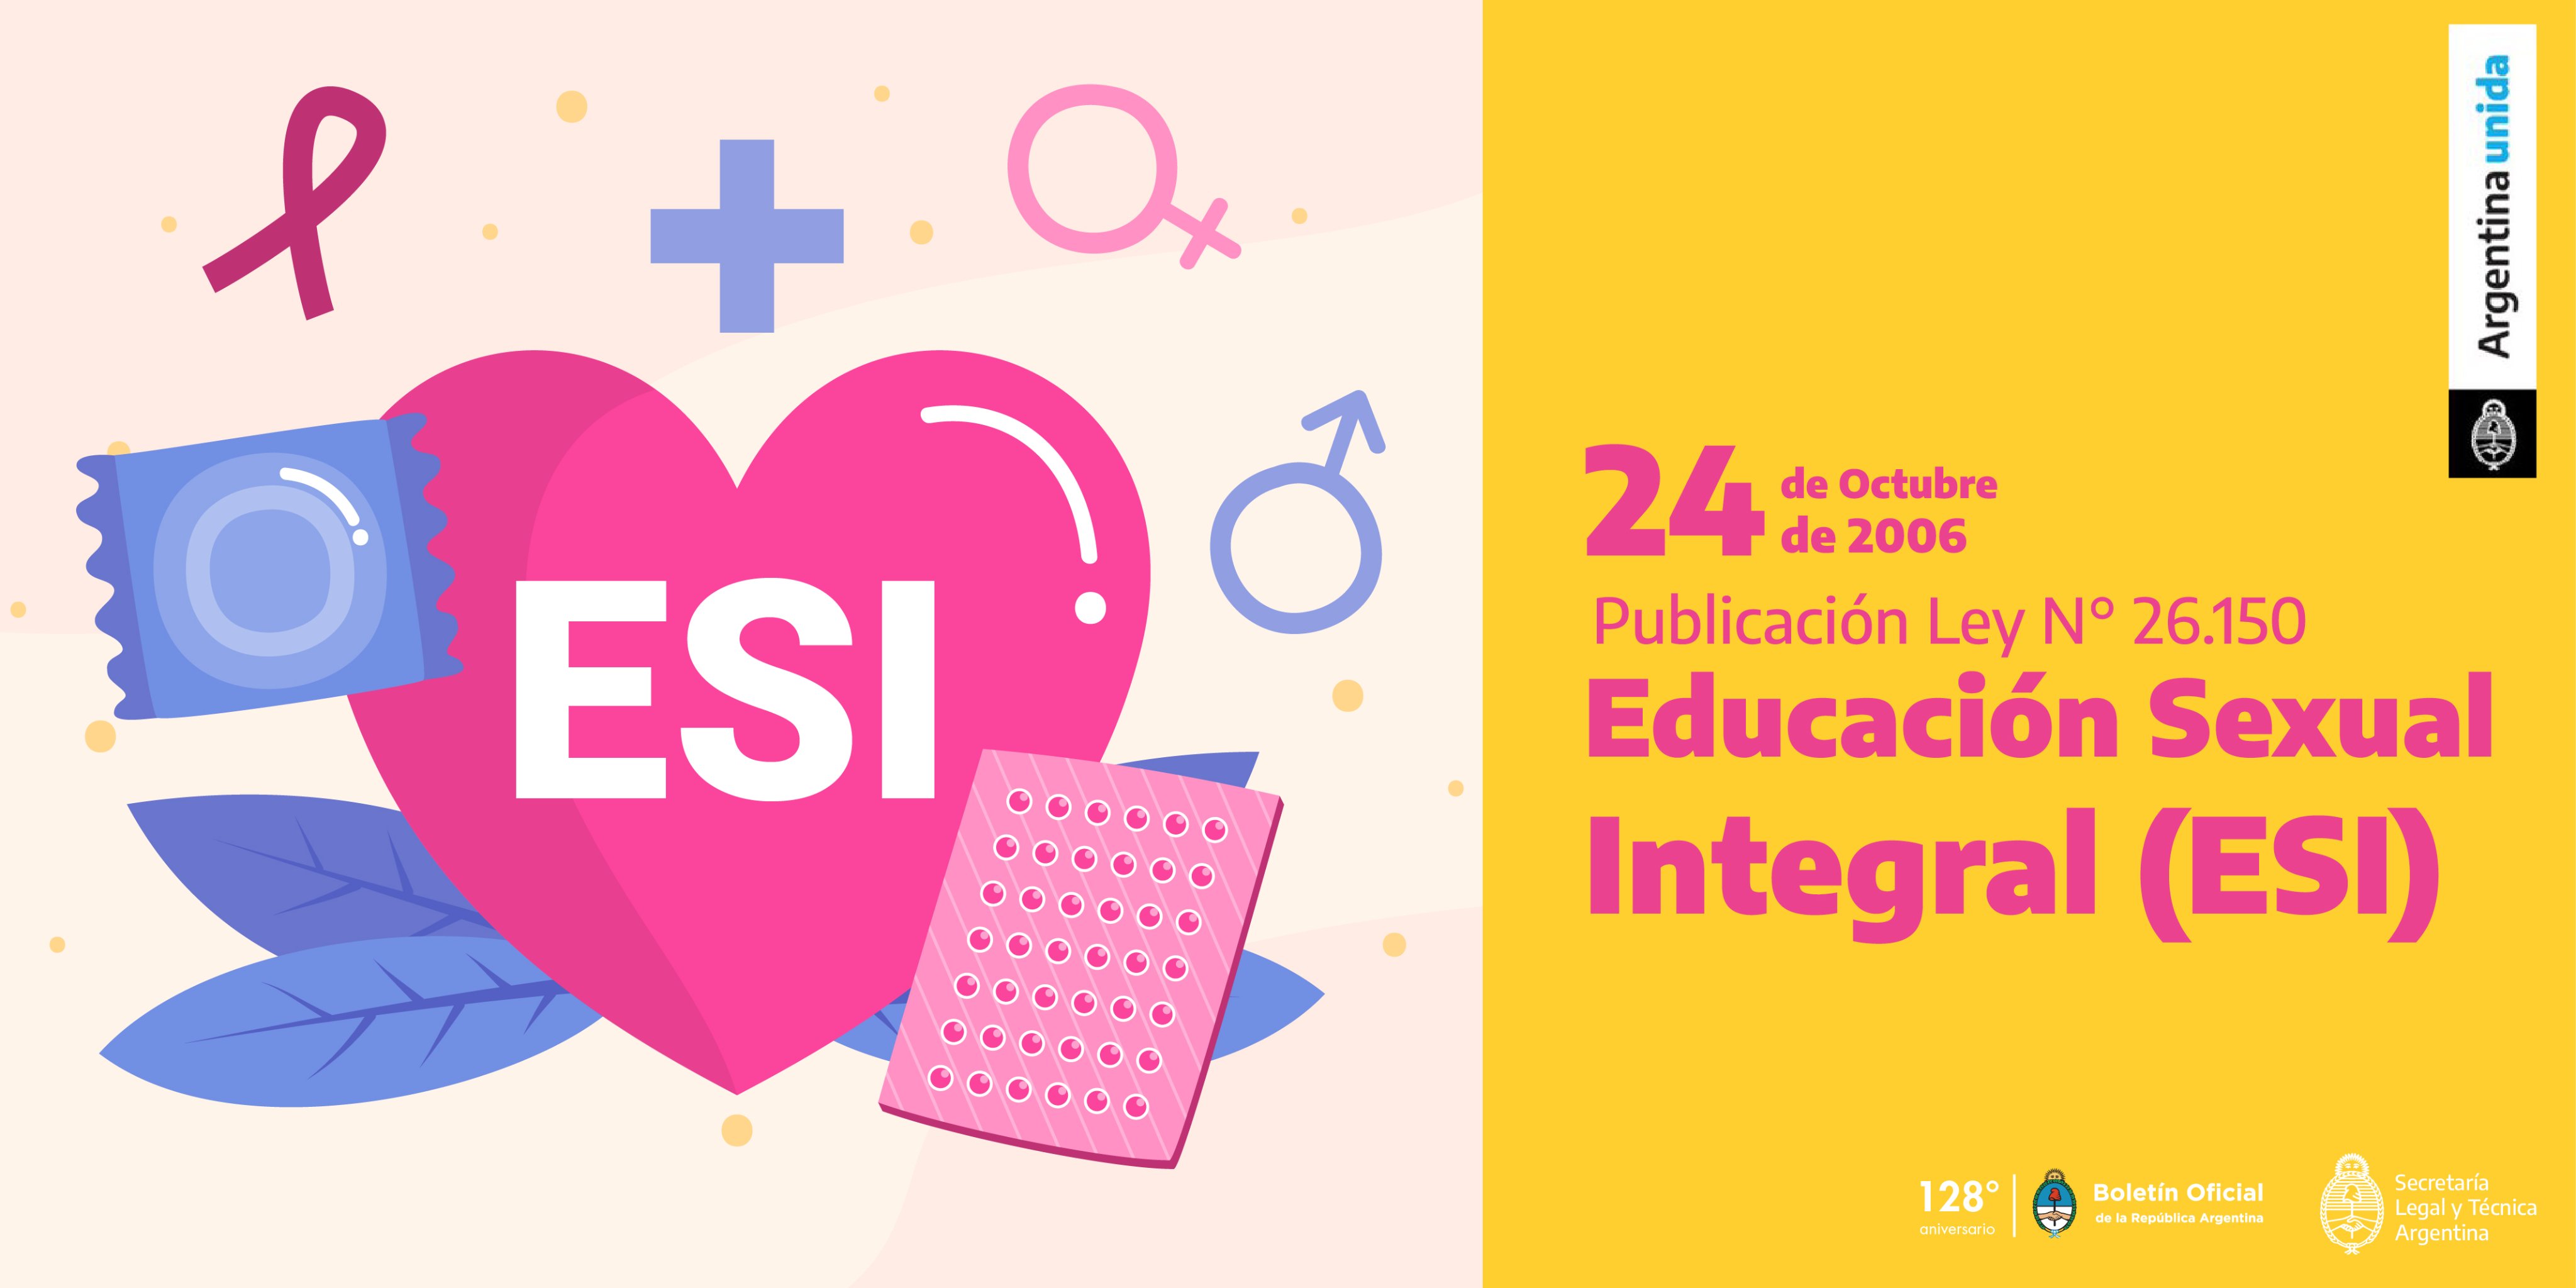 ESI
Argentina unida
24 de Octubre
de 2006
Publicación Ley N° 26.150
Educación Sexual
Integral (ESI)
128°
aniversario
Boletín Oficial
de la República Argentina
Secretaría
Legal y Técnica
Argentina